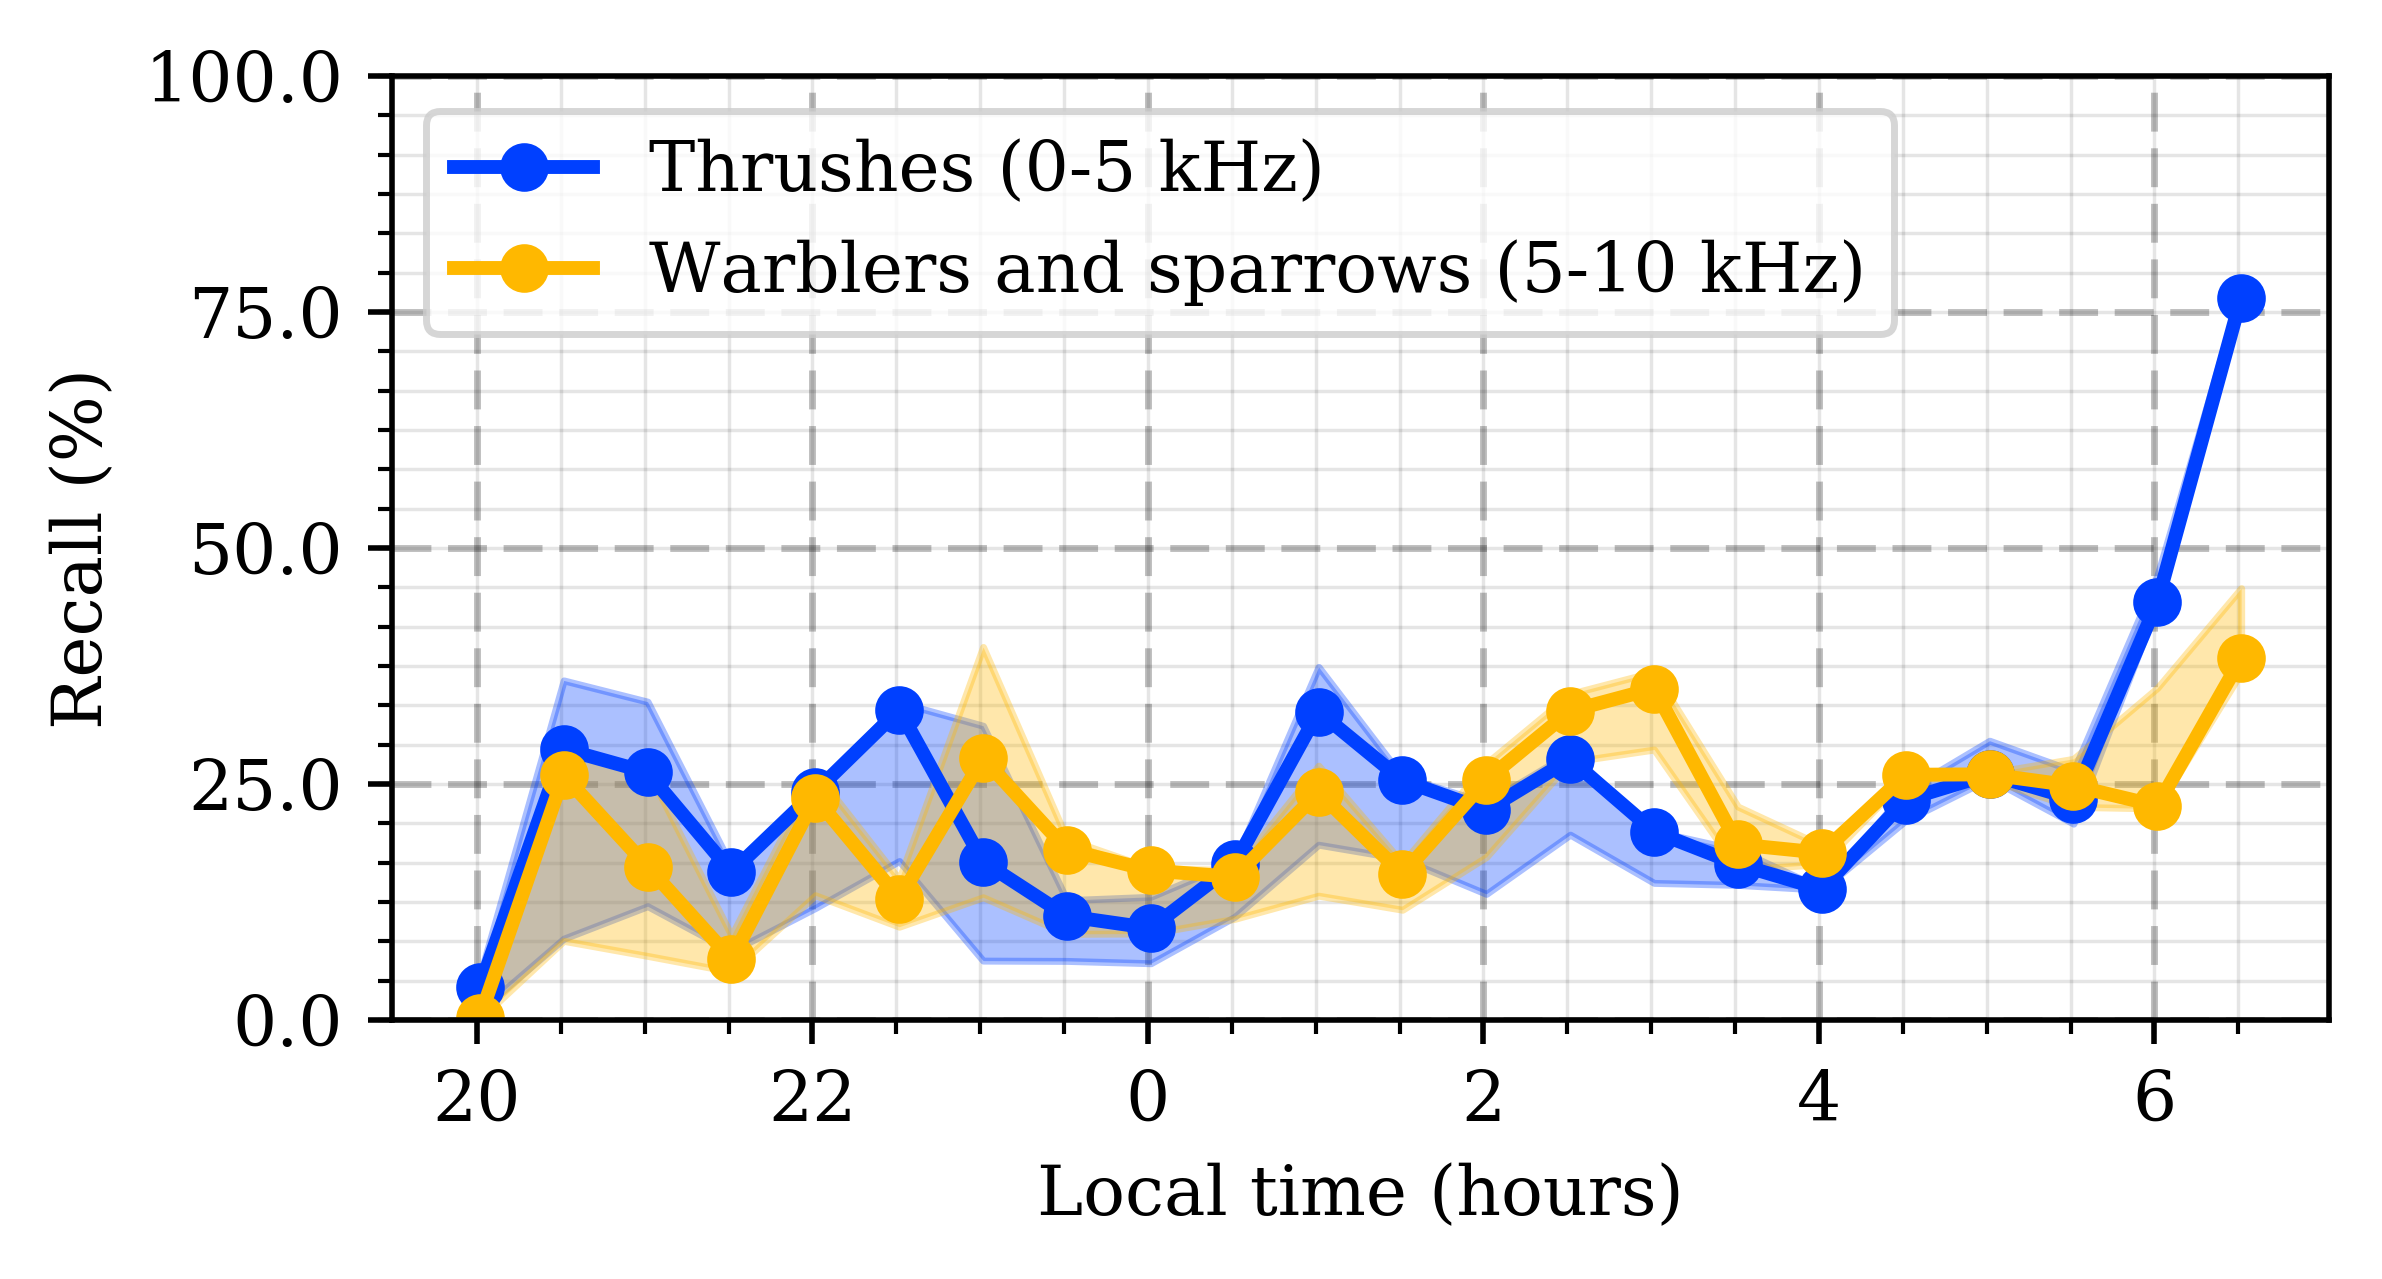 100.0
75.0
50.0
25.0
0.0
Recall (%)
Thrushes (0-5 kHz)
Warblers and sparrows (5-10 kHz)
20 22 0 2 4 6
Local time (hours)